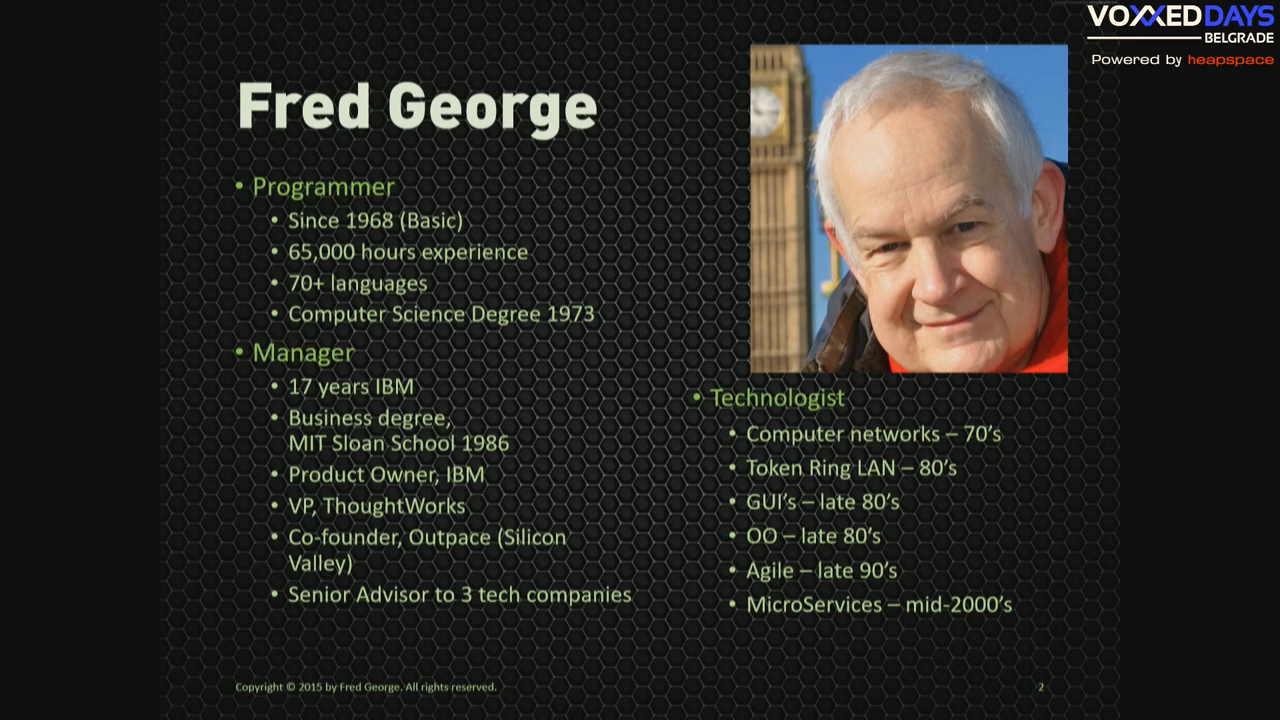 VOXXED DAYS
BELGRADE
Powered by heapspace
Fred George
• Programmer
• Since 1968 (Basic)
• 65,000 hours experience
• 70+ languages
• Computer Science Degree 1973
• Manager
• 17 years IBM
• Business degree,
MIT Sloan School 1986
• Product Owner, IBM
• VP, ThoughtWorks
• Co-founder, Outpace (Silicon
Valley)
• Senior Advisor to 3 tech companies
• Technologist
• Computer networks – 70's
• Token Ring LAN – 80's
• GUI's – late 80's
• OO – late 80's
• Agile – late 90's
• MicroServices – mid-2000's
Copyright © 2015 by Fred George. All rights reserved.
2